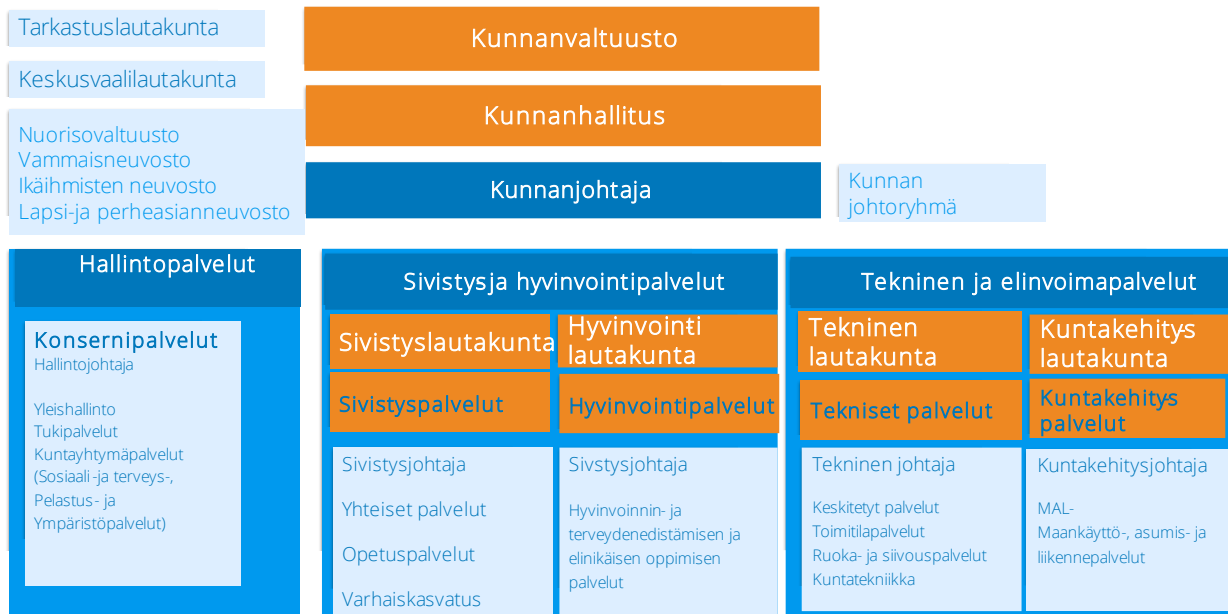 Tarkastuslautakunta
Keskusvaalilautakunta
Nuorisovaltuusto
Vammaisneuvosto
Ikäihmisten neuvosto
Lapsi-ja perheasianneuvosto
Kunnanvaltuusto
Kunnanhallitus
Kunnanjohtaja
Kunnan
johtoryhmä
Hallintopalvelut
Konsernipalvelut
Hallintojohtaja
Yleishallinto
Tukipalvelut
Kuntayhtymäpalvelut
(Sosiaali-ja terveys-,
Pelastus- ja
Ympäristöpalvelut)
Sivistysja hyvinvointipalvelut
Sivistyslautakunta
Sivistyspalvelut
Sivistysjohtaja
Yhteiset palvelut
Opetuspalvelut
Varhaiskasvatus
Hyvinvointi-
lautakunta
Hyvinvointipalvelut
Sivstysjohtaja
Hyvinvoinnin- ja
terveydenedistämisen ja
elinikäisen oppimisen
palvelut
Tekninen ja elinvoimapalvelut
Tekninen
lautakunta
Tekniset palvelut
Tekninen johtaja
Keskitetyt palvelut
Toimitilapalvelut
Ruoka- ja siivouspalvelut
Kuntatekniikka
Kuntakehitys-
lautakunta
Kuntakehitys-
palvelut
Kuntakehitysjohtaja
MAL-
Maankäyttö-, asumis- ja
liikennepalvelut